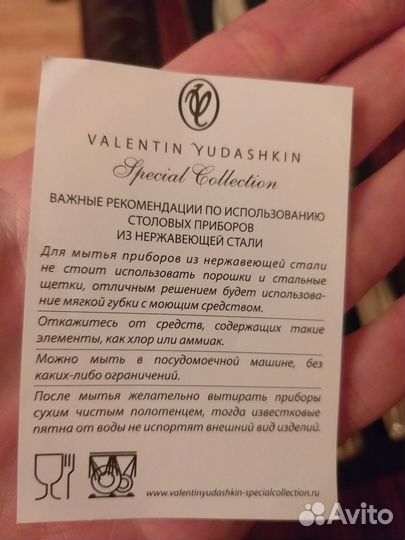 VALENTIN YUDASHKIN
Special Collection
ВАЖНЫЕ РЕКОМЕНДАЦИИ ПО ИСПОЛЬЗОВАНИЮ
СТОЛОВЫХ ПРИБОРОВ
ИЗ НЕРЖАВЕЮЩЕЙ СТАЛИ
Для мытья приборов из нержавеющей стали
не стоит использовать порошки и стальные
щетки, отличным решением будет использова-
ние мягкой губки с моющим средством.
Откажитесь от средств, содержащих такие
элементы, как хлор или аммиак.
Можно мыть в посудомоечной машине, без
каких-либо ограничений.
После мытья желательно вытирать приборы
сухим чистым полотенцем, тогда известковые
пятна от воды не испортят внешний вид изделий.
www.valentinyudashkin-specialcollection.ru
Avito